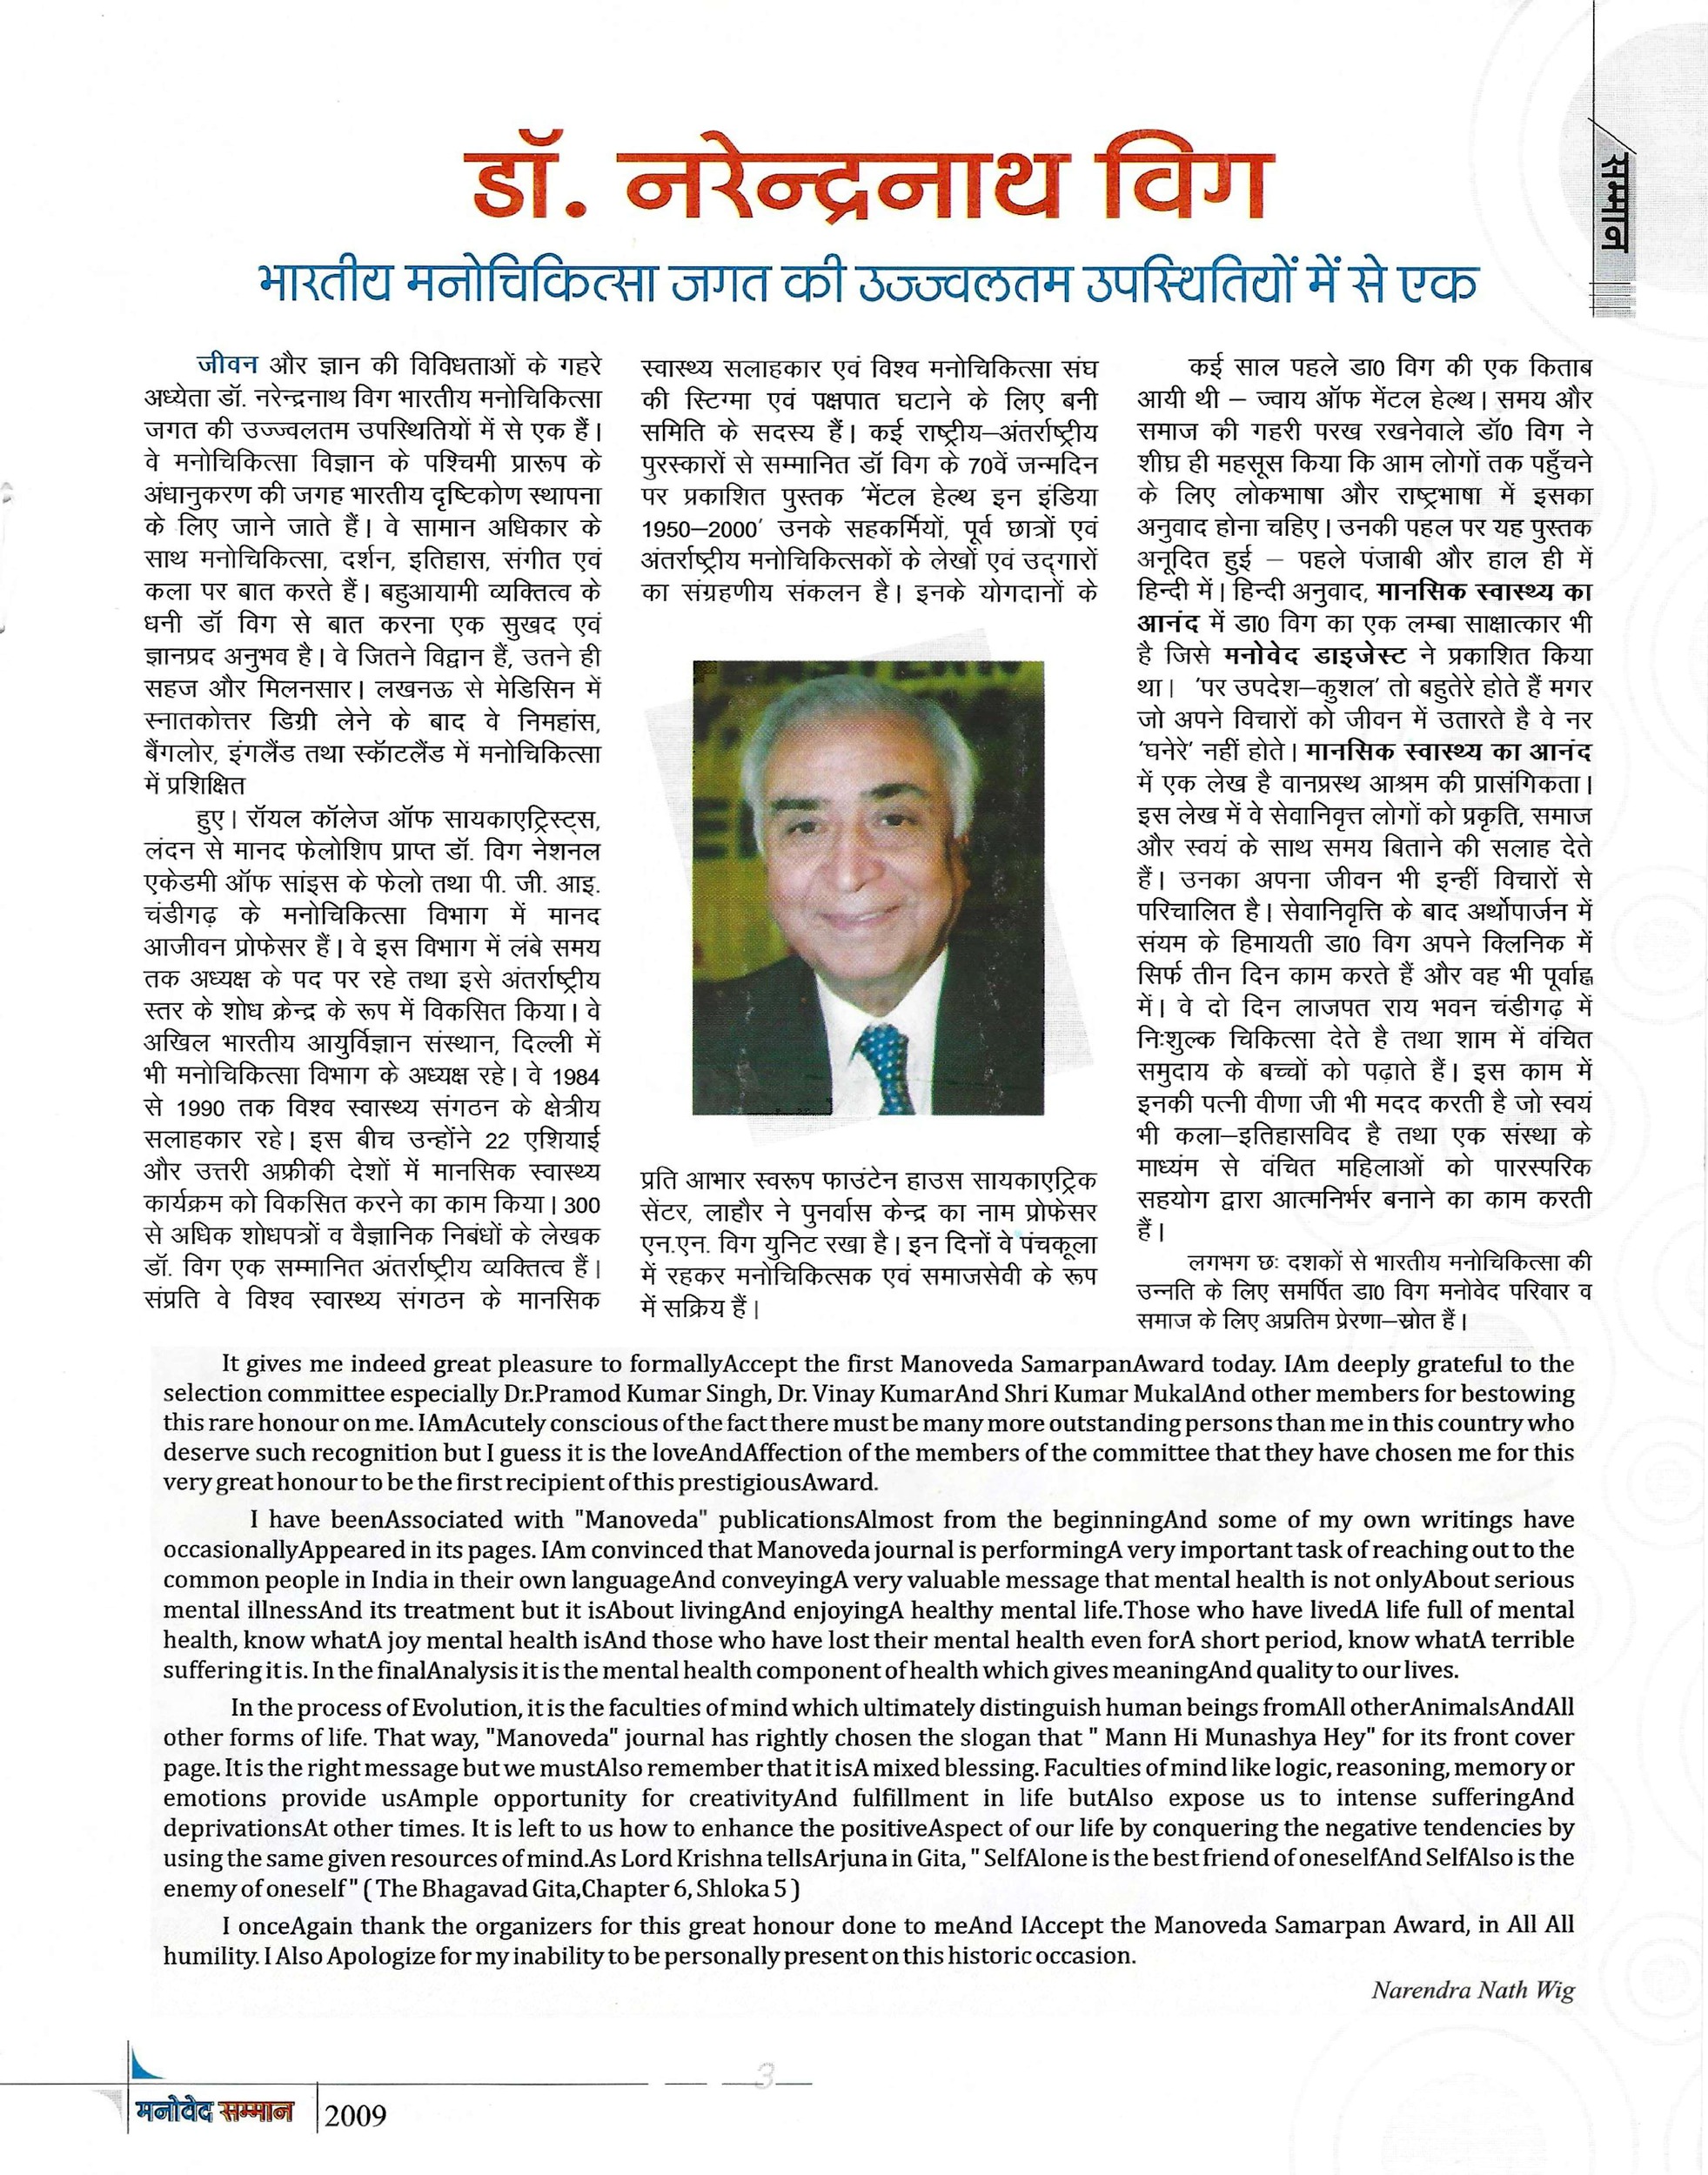 सम्मान
डॉ. नरेन्द्रनाथ विग
भारतीय मनोचिकित्सा जगत की उज्ज्वलतम उपस्थितियों में से एक
जीवन और ज्ञान की विविधताओं के गहरे
अध्येता डॉ. नरेन्द्रनाथ विग भारतीय मनोचिकित्सा
जगत की उज्ज्वलतम उपस्थितियों में से एक हैं।
वे मनोचिकित्सा विज्ञान के पश्चिमी प्रारूप के
अंधानुकरण की जगह भारतीय दृष्टिकोण स्थापना
के लिए जाने जाते हैं। वे सामान अधिकार के
साथ मनोचिकित्सा, दर्शन, इतिहास, संगीत एवं
कला पर बात करते हैं। बहुआयामी व्यक्तित्व के
धनी डॉ विग से बात करना एक सुखद एवं
ज्ञानप्रद अनुभव है। वे जितने विद्वान हैं, उतने ही
सहज और मिलनसार। लखनऊ से मेडिसिन में
स्नातकोत्तर डिग्री लेने के बाद वे निमहांस,
बैंगलोर, इंगलैंड तथा स्कॉटलैंड में मनोचिकित्सा
में प्रशिक्षित
हुए। रॉयल कॉलेज ऑफ सायकाएट्रिस्ट्स,
लंदन से मानद फेलोशिप प्राप्त डॉ. विग नेशनल
एकेडमी ऑफ सांइस के फेलो तथा पी. जी. आइ.
चंडीगढ़ के मनोचिकित्सा विभाग में मानद
आजीवन प्रोफेसर हैं। वे इस विभाग में लंबे समय
तक अध्यक्ष के पद पर रहे तथा इसे अंतर्राष्ट्रीय
स्तर के शोध क्रेन्द के रूप में विकसित किया। वे
अखिल भारतीय आयुर्विज्ञान संस्थान, दिल्ली में
भी मनोचिकित्सा विभाग के अध्यक्ष रहे। वे 1984
से 1990 तक विश्व स्वास्थ्य संगठन के क्षेत्रीय
सलाहकार रहे। इस बीच उन्होंने 22 एशियाई
और उत्तरी अफ्रीकी देशों में मानसिक स्वास्थ्य
कार्यक्रम को विकसित करने का काम किया। 300
से अधिक शोधपत्रों व वैज्ञानिक निबंधों के लेखक
डॉ. विग एक सम्मानित अंतर्राष्ट्रीय व्यक्तित्व हैं।
संप्रति वे विश्व स्वास्थ्य संगठन के मानसिक
स्वास्थ्य सलाहकार एवं विश्व मनोचिकित्सा संघ
की स्टिग्मा एवं पक्षपात घटाने के लिए बनी
समिति के सदस्य हैं। कई राष्ट्रीय–अंतर्राष्ट्रीय
पुरस्कारों से सम्मानित डॉ विग के 70वें जन्मदिन
पर प्रकाशित पुस्तक 'मेंटल हेल्थ इन इंडिया
1950–2000' उनके सहकर्मियों, पूर्व छात्रों एवं
अंतर्राष्ट्रीय मनोचिकित्सकों के लेखों एवं उद्‌गारों
का संग्रहणीय संकलन है। इनके योगदानों के
प्रति आभार स्वरूप फाउंटेन हाउस सायकाएट्रिक
सेंटर, लाहौर ने पुनर्वास केन्द्र का नाम प्रोफेसर
एन.एन. विग युनिट रखा है। इन दिनों वे पंचकूला
में रहकर मनोचिकित्सक एवं समाजसेवी के रूप
में सक्रिय हैं।
कई साल पहले डा0 विग की एक किताब
आयी थी – ज्वाय ऑफ मेंटल हेल्थ। समय और
समाज की गहरी परख रखनेवाले डॉ0 विग ने
शीघ्र ही महसूस किया कि आम लोगों तक पहुँचने
के लिए लोकभाषा और राष्ट्रभाषा में इसका
अनुवाद होना चहिए। उनकी पहल पर यह पुस्तक
अनूदित हुई – पहले पंजाबी और हाल ही में
हिन्दी में। हिन्दी अनुवाद, मानसिक स्वास्थ्य का
आनंद में डा0 विग का एक लम्बा साक्षात्कार भी
है जिसे मनोवेद डाइजेस्ट ने प्रकाशित किया
था। 'पर उपदेश–कुशल' तो बहुतेरे होते हैं मगर
जो अपने विचारों को जीवन में उतारते है वे नर
'घनेरे' नहीं होते। मानसिक स्वास्थ्य का आनंद
में एक लेख है वानप्रस्थ आश्रम की प्रासंगिकता।
इस लेख में वे सेवानिवृत्त लोगों को प्रकृति, समाज
और स्वयं के साथ समय बिताने की सलाह देते
हैं। उनका अपना जीवन भी इन्हीं विचारों से
परिचालित है। सेवानिवृत्ति के बाद अर्थोपार्जन में
संयम के हिमायती डा0 विग अपने क्लिनिक में
सिर्फ तीन दिन काम करते हैं और वह भी पूर्वाह्न
में। वे दो दिन लाजपत राय भवन चंडीगढ़ में
निःशुल्क चिकित्सा देते है तथा शाम में वंचित
समुदाय के बच्चों को पढ़ाते हैं। इस काम में
इनकी पत्नी वीणा जी भी मदद करती है जो स्वयं
भी कला–इतिहासविद है तथा एक संस्था के
माध्यंम से वंचित महिलाओं को पारस्परिक
सहयोग द्वारा आत्मनिर्भर बनाने का काम करती
हैं।
लगभग छः दशकों से भारतीय मनोचिकित्सा की
उन्नति के लिए समर्पित डा0 विग मनोवेद परिवार व
समाज के लिए अप्रतिम प्रेरणा–स्रोत हैं।
It gives me indeed great pleasure to formallyAccept the first Manoveda SamarpanAward today. IAm deeply grateful to the
selection committee especially Dr.Pramod Kumar Singh, Dr. Vinay KumarAnd Shri Kumar MukalAnd other members for bestowing
this rare honour on me. IAmAcutely conscious of the fact there must be many more outstanding persons than me in this country who
deserve such recognition but I guess it is the loveAndAffection of the members of the committee that they have chosen me for this
very great honour to be the first recipient of this prestigiousAward.
I have beenAssociated with "Manoveda" publicationsAlmost from the beginningAnd some of my own writings have
occasionallyAppeared in its pages. IAm convinced that Manoveda journal is performingA very important task of reaching out to the
common people in India in their own languageAnd conveyingA very valuable message that mental health is not onlyAbout serious
mental illnessAnd its treatment but it isAbout livingAnd enjoyingA healthy mental life.Those who have livedA life full of mental
health, know whatA joy mental health isAnd those who have lost their mental health even forA short period, know whatA terrible
suffering it is. In the finalAnalysis it is the mental health component of health which gives meaningAnd quality to our lives.
In the process of Evolution, it is the faculties of mind which ultimately distinguish human beings fromAll otherAnimalsAndAll
other forms of life. That way, "Manoveda" journal has rightly chosen the slogan that " Mann Hi Munashya Hey" for its front cover
page. It is the right message but we mustAlso remember that it isA mixed blessing. Faculties of mind like logic, reasoning, memory or
emotions provide usAmple opportunity for creativityAnd fulfillment in life butAlso expose us to intense sufferingAnd
deprivationsAt other times. It is left to us how to enhance the positiveAspect of our life by conquering the negative tendencies by
using the same given resources of mind.As Lord Krishna tellsArjuna in Gita, " SelfAlone is the best friend of oneselfAnd SelfAlso is the
enemy of oneself" ( The Bhagavad Gita,Chapter 6, Shloka 5 )
I onceAgain thank the organizers for this great honour done to meAnd IAccept the Manoveda Samarpan Award, in All All
humility. I Also Apologize for my inability to be personally present on this historic occasion.
Narendra Nath Wig
3
मनोवेद सम्मान 2009